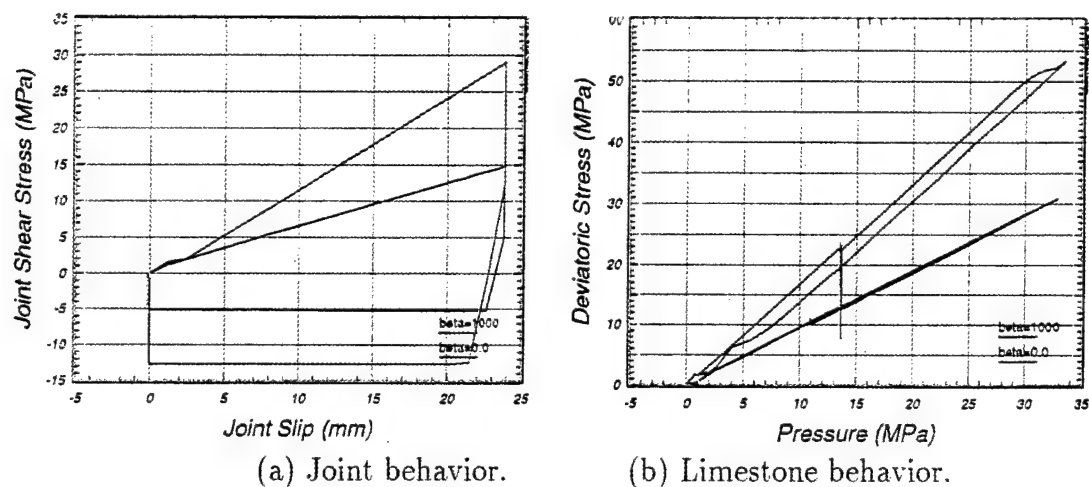 35
30
25
20
15
10
5
0
-5
-10
-15
Joint Shear Stress (MPa)
beta=1000
beta=0.0
-5 0 5 10 15 20 25
Joint Slip (mm)
(a) Joint behavior.
60
50
40
30
20
10
0
Deviatoric Stress (MPa)
beta=1000
beta=0.0
-5 0 5 10 15 20 25 30 35
Pressure (MPa)
(b) Limestone behavior.